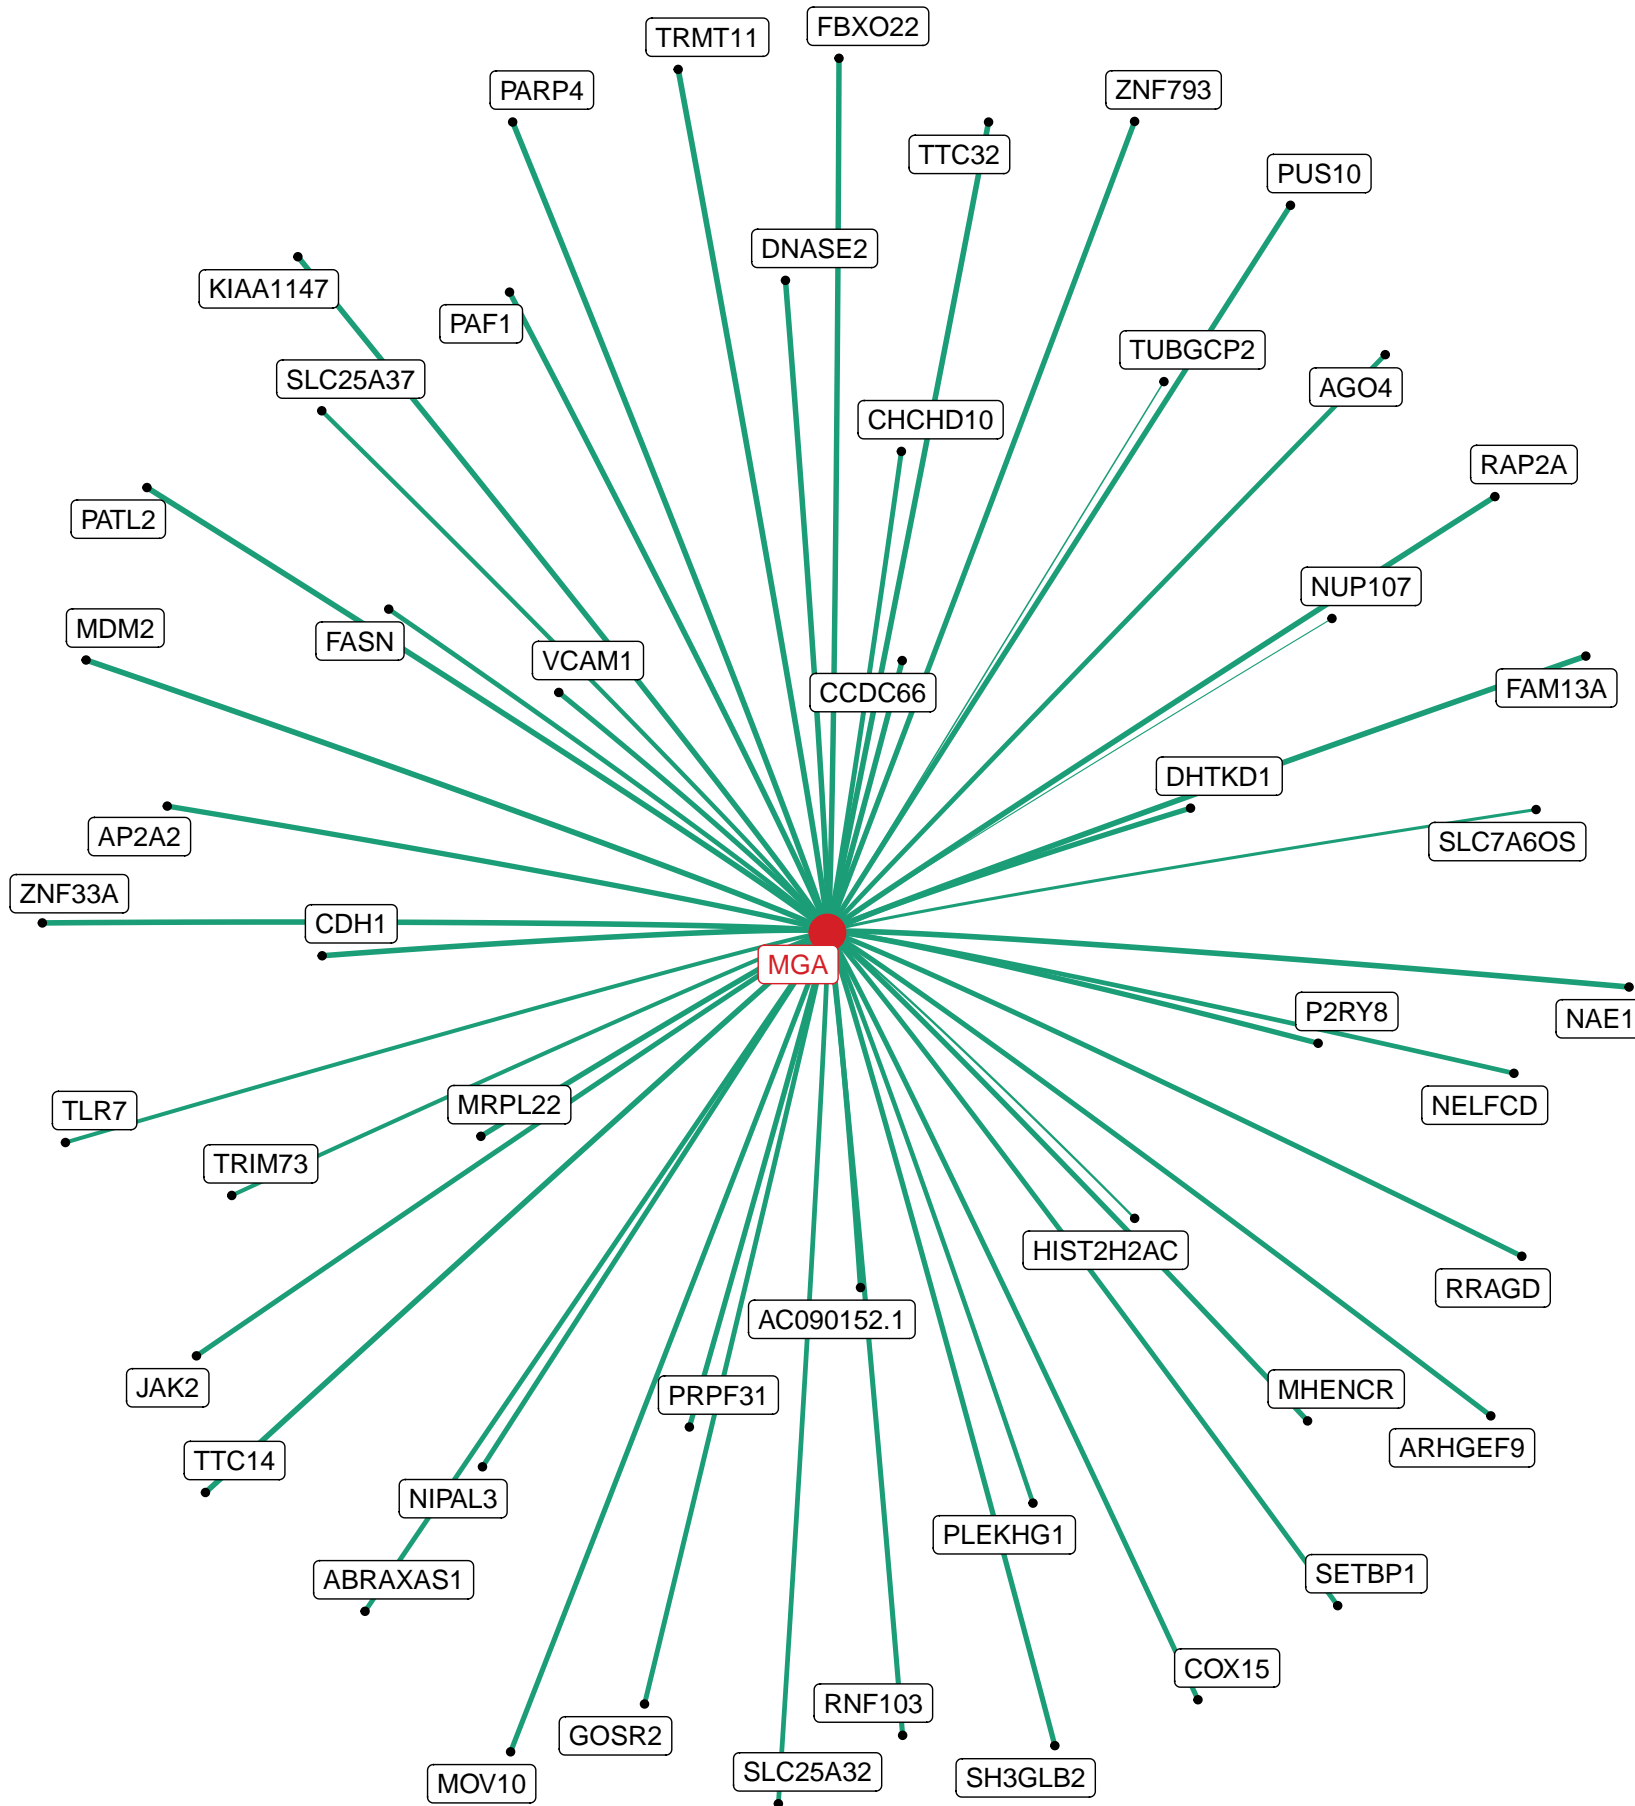 FBXO22
TRMT11
PARP4
ZNF793
TTC32
PUS10
DNASE2
KIAA1147
PAF1
TUBGCP2
SLC25A37
AGO4
CHCHD10
RAP2A
PATL2
NUP107
MDM2
FASN
VCAM1
CCDC66
FAM13A
DHTKD1
AP2A2
SLC7A6OS
ZNF33A
CDH1
MGA
P2RY8
NAE1
TLR7
MRPL22
NELFCD
TRIM73
HIST2H2AC
RRAGD
AC090152.1
JAK2
PRPF31
MHENCR
ARHGEF9
TTC14
NIPAL3
PLEKHG1
ABRAXAS1
SETBP1
COX15
RNF103
GOSR2
SLC25A32
SH3GLB2
MOV10